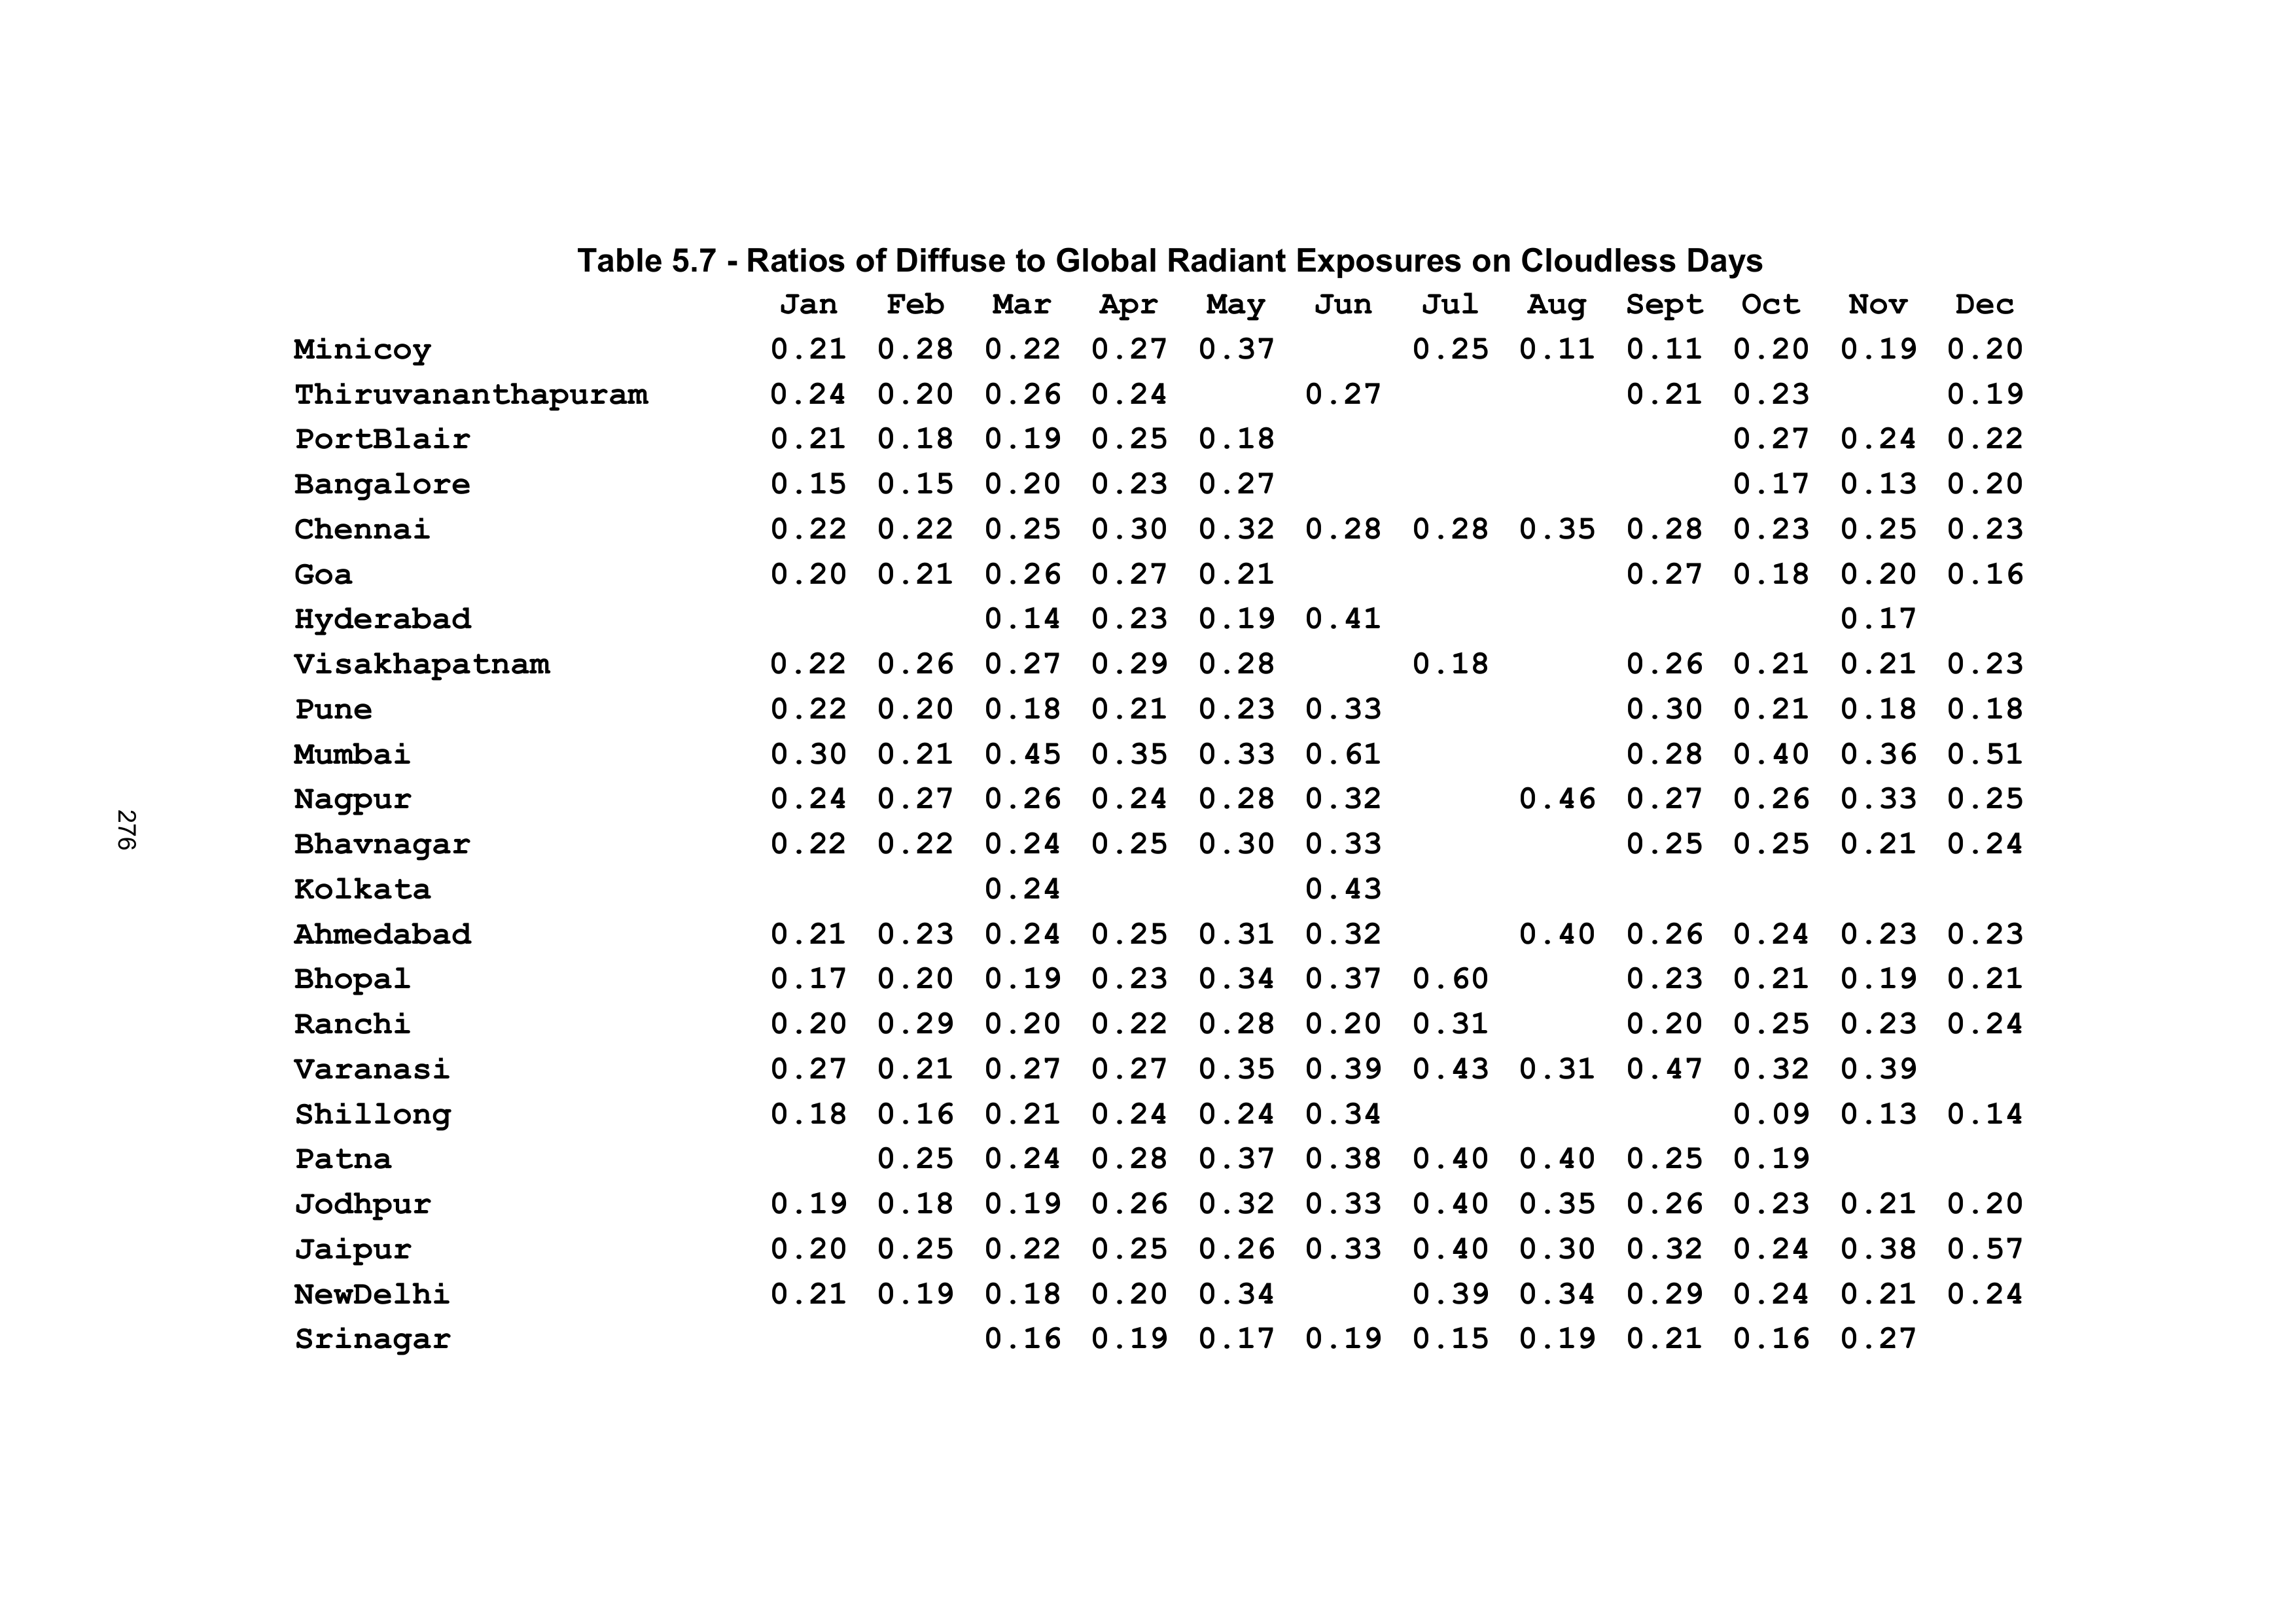 Table 5.7 - Ratios of Diffuse to Global Radiant Exposures on Cloudless Days
Jan Feb Mar Apr May Jun Jul Aug Sept Oct Nov Dec
Minicoy 0.21 0.28 0.22 0.27 0.37 0.25 0.11 0.11 0.20 0.19 0.20
Thiruvananthapuram 0.24 0.20 0.26 0.24 0.27 0.21 0.23 0.19
PortBlair 0.21 0.18 0.19 0.25 0.18 0.27 0.24 0.22
Bangalore 0.15 0.15 0.20 0.23 0.27 0.17 0.13 0.20
Chennai 0.22 0.22 0.25 0.30 0.32 0.28 0.28 0.35 0.28 0.23 0.25 0.23
Goa 0.20 0.21 0.26 0.27 0.21 0.27 0.18 0.20 0.16
Hyderabad 0.14 0.23 0.19 0.41 0.17
Visakhapatnam 0.22 0.26 0.27 0.29 0.28 0.18 0.26 0.21 0.21 0.23
Pune 0.22 0.20 0.18 0.21 0.23 0.33 0.30 0.21 0.18 0.18
Mumbai 0.30 0.21 0.45 0.35 0.33 0.61 0.28 0.40 0.36 0.51
Nagpur 0.24 0.27 0.26 0.24 0.28 0.32 0.46 0.27 0.26 0.33 0.25
Bhavnagar 0.22 0.22 0.24 0.25 0.30 0.33 0.25 0.25 0.21 0.24
Kolkata 0.24 0.43
Ahmedabad 0.21 0.23 0.24 0.25 0.31 0.32 0.40 0.26 0.24 0.23 0.23
Bhopal 0.17 0.20 0.19 0.23 0.34 0.37 0.60 0.23 0.21 0.19 0.21
Ranchi 0.20 0.29 0.20 0.22 0.28 0.20 0.31 0.20 0.25 0.23 0.24
Varanasi 0.27 0.21 0.27 0.27 0.35 0.39 0.43 0.31 0.47 0.32 0.39
Shillong 0.18 0.16 0.21 0.24 0.24 0.34 0.09 0.13 0.14
Patna 0.25 0.24 0.28 0.37 0.38 0.40 0.40 0.25 0.19
Jodhpur 0.19 0.18 0.19 0.26 0.32 0.33 0.40 0.35 0.26 0.23 0.21 0.20
Jaipur 0.20 0.25 0.22 0.25 0.26 0.33 0.40 0.30 0.32 0.24 0.38 0.57
NewDelhi 0.21 0.19 0.18 0.20 0.34 0.39 0.34 0.29 0.24 0.21 0.24
Srinagar 0.16 0.19 0.17 0.19 0.15 0.19 0.21 0.16 0.27
276